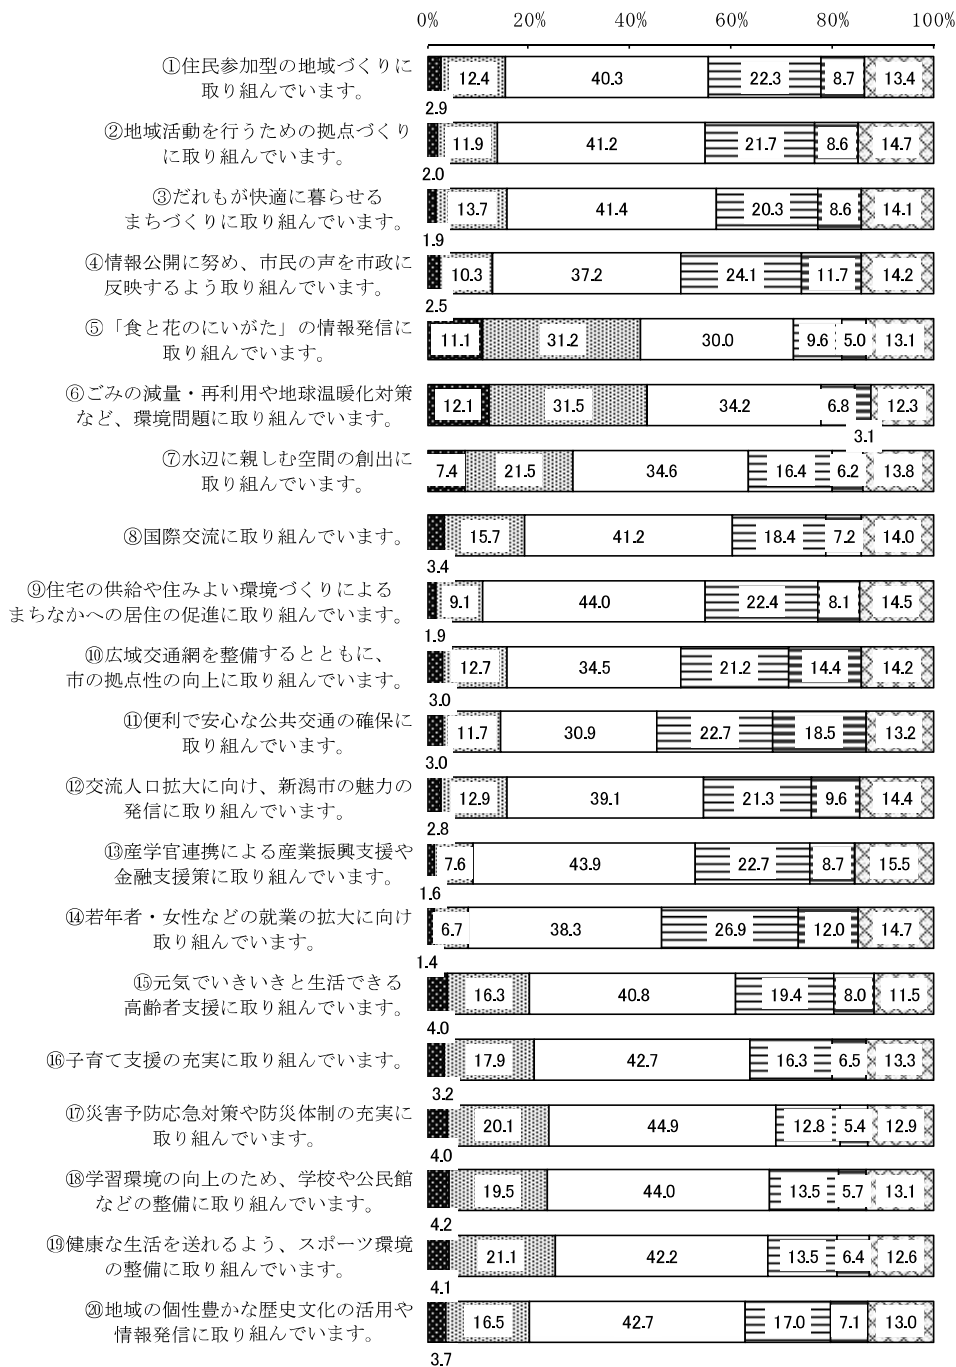 0% 20% 40% 60% 80% 100%
①住民参加型の地域づくりに
取り組んでいます。
2.9 12.4 40.3 22.3 8.7 13.4
②地域活動を行うための拠点づくり
に取り組んでいます。
2.0 11.9 41.2 21.7 8.6 14.7
③だれもが快適に暮らせる
まちづくりに取り組んでいます。
1.9 13.7 41.4 20.3 8.6 14.1
④情報公開に努め、市民の声を市政に
反映するよう取り組んでいます。
2.5 10.3 37.2 24.1 11.7 14.2
⑤「食と花のにいがた」の情報発信に
取り組んでいます。
11.1 31.2 30.0 9.6 5.0 13.1
⑥ごみの減量・再利用や地球温暖化対策
など、環境問題に取り組んでいます。
12.1 31.5 34.2 6.8 3.1 12.3
⑦水辺に親しむ空間の創出に
取り組んでいます。
7.4 21.5 34.6 16.4 6.2 13.8
⑧国際交流に取り組んでいます。
3.4 15.7 41.2 18.4 7.2 14.0
⑨住宅の供給や住みよい環境づくりによる
まちなかへの居住の促進に取り組んでいます。
1.9 9.1 44.0 22.4 8.1 14.5
⑩広域交通網を整備するとともに、
市の拠点性の向上に取り組んでいます。
3.0 12.7 34.5 21.2 14.4 14.2
⑪便利で安心な公共交通の確保に
取り組んでいます。
3.0 11.7 30.9 22.7 18.5 13.2
⑫交流人口拡大に向け、新潟市の魅力の
発信に取り組んでいます。
2.8 12.9 39.1 21.3 9.6 14.4
⑬産学官連携による産業振興支援や
金融支援策に取り組んでいます。
1.6 7.6 43.9 22.7 8.7 15.5
⑭若年者・女性などの就業の拡大に向け
取り組んでいます。
1.4 6.7 38.3 26.9 12.0 14.7
⑮元気でいきいきと生活できる
高齢者支援に取り組んでいます。
4.0 16.3 40.8 19.4 8.0 11.5
⑯子育て支援の充実に取り組んでいます。
3.2 17.9 42.7 16.3 6.5 13.3
⑰災害予防応急対策や防災体制の充実に
取り組んでいます。
4.0 20.1 44.9 12.8 5.4 12.9
⑱学習環境の向上のため、学校や公民館
などの整備に取り組んでいます。
4.2 19.5 44.0 13.5 5.7 13.1
⑲健康な生活を送れるよう、スポーツ環境
の整備に取り組んでいます。
4.1 21.1 42.2 13.5 6.4 12.6
⑳地域の個性豊かな歴史文化の活用や
情報発信に取り組んでいます。
3.7 16.5 42.7 17.0 7.1 13.0